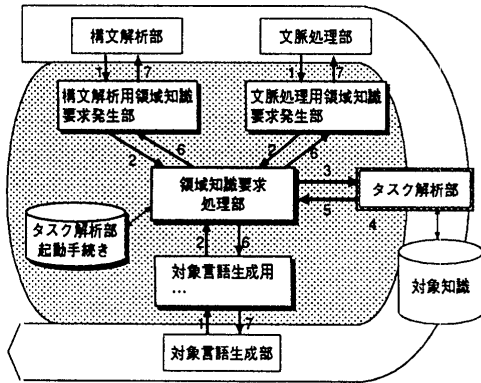 構文解析部
文脈処理部
1
7
1
7
構文解析用領域知識
要求発生部
文脈処理用領域知識
要求発生部
2
6
2
6
領域知識要求
処理部
3
5
タスク解析部
4
タスク解析部
起動手続き
2
6
対象言語生成用
…
対象知識
1
7
対象言語生成部